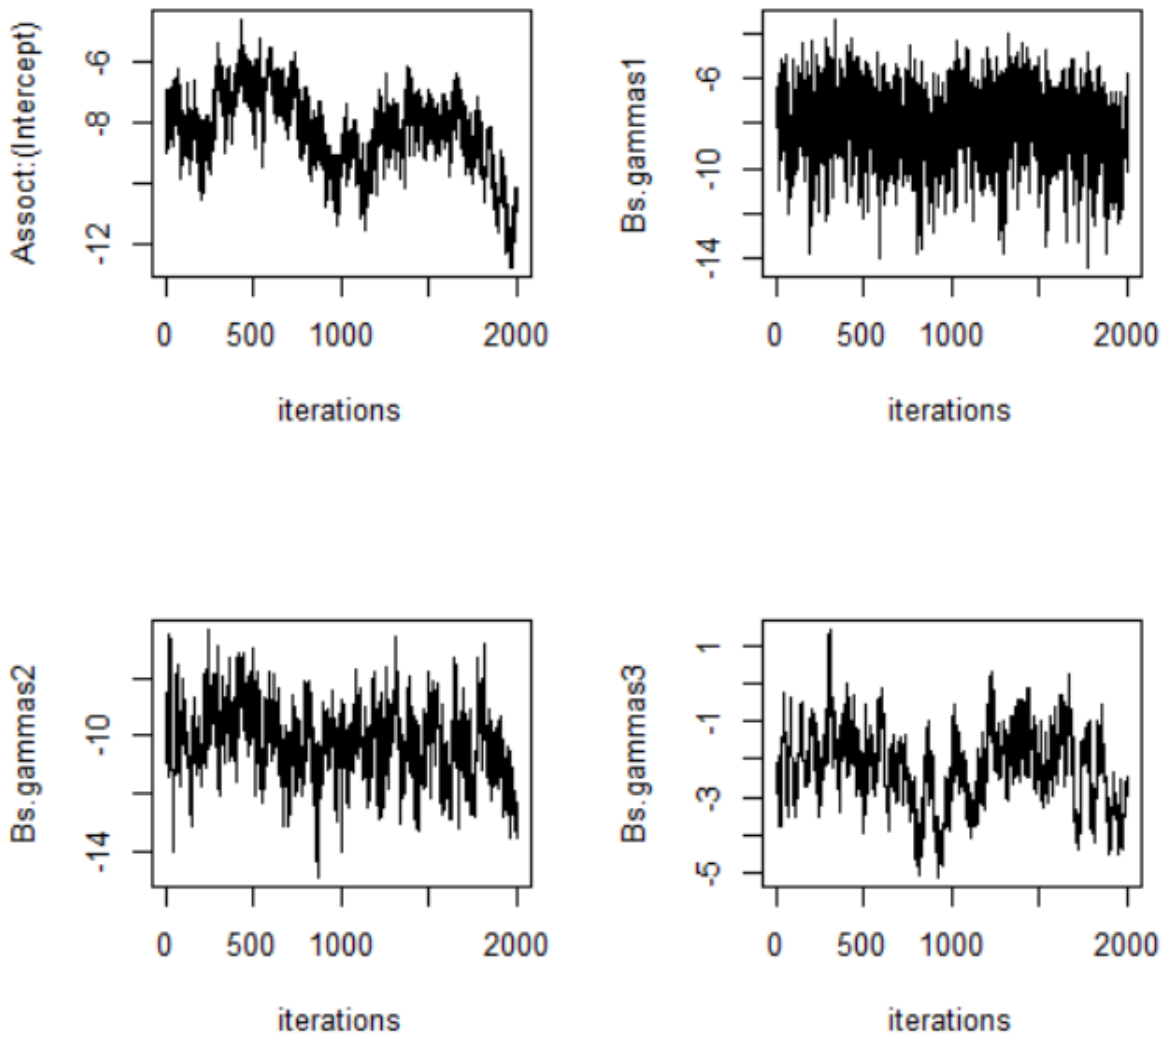 Assoct:(Intercept)
-6
-8
-12
0 500 1000 2000
iterations
Bs.gammas1
-6
-10
-14
0 500 1000 2000
iterations
Bs.gammas2
-10
-14
0 500 1000 2000
iterations
Bs.gammas3
1
-1
-3
-5
0 500 1000 2000
iterations